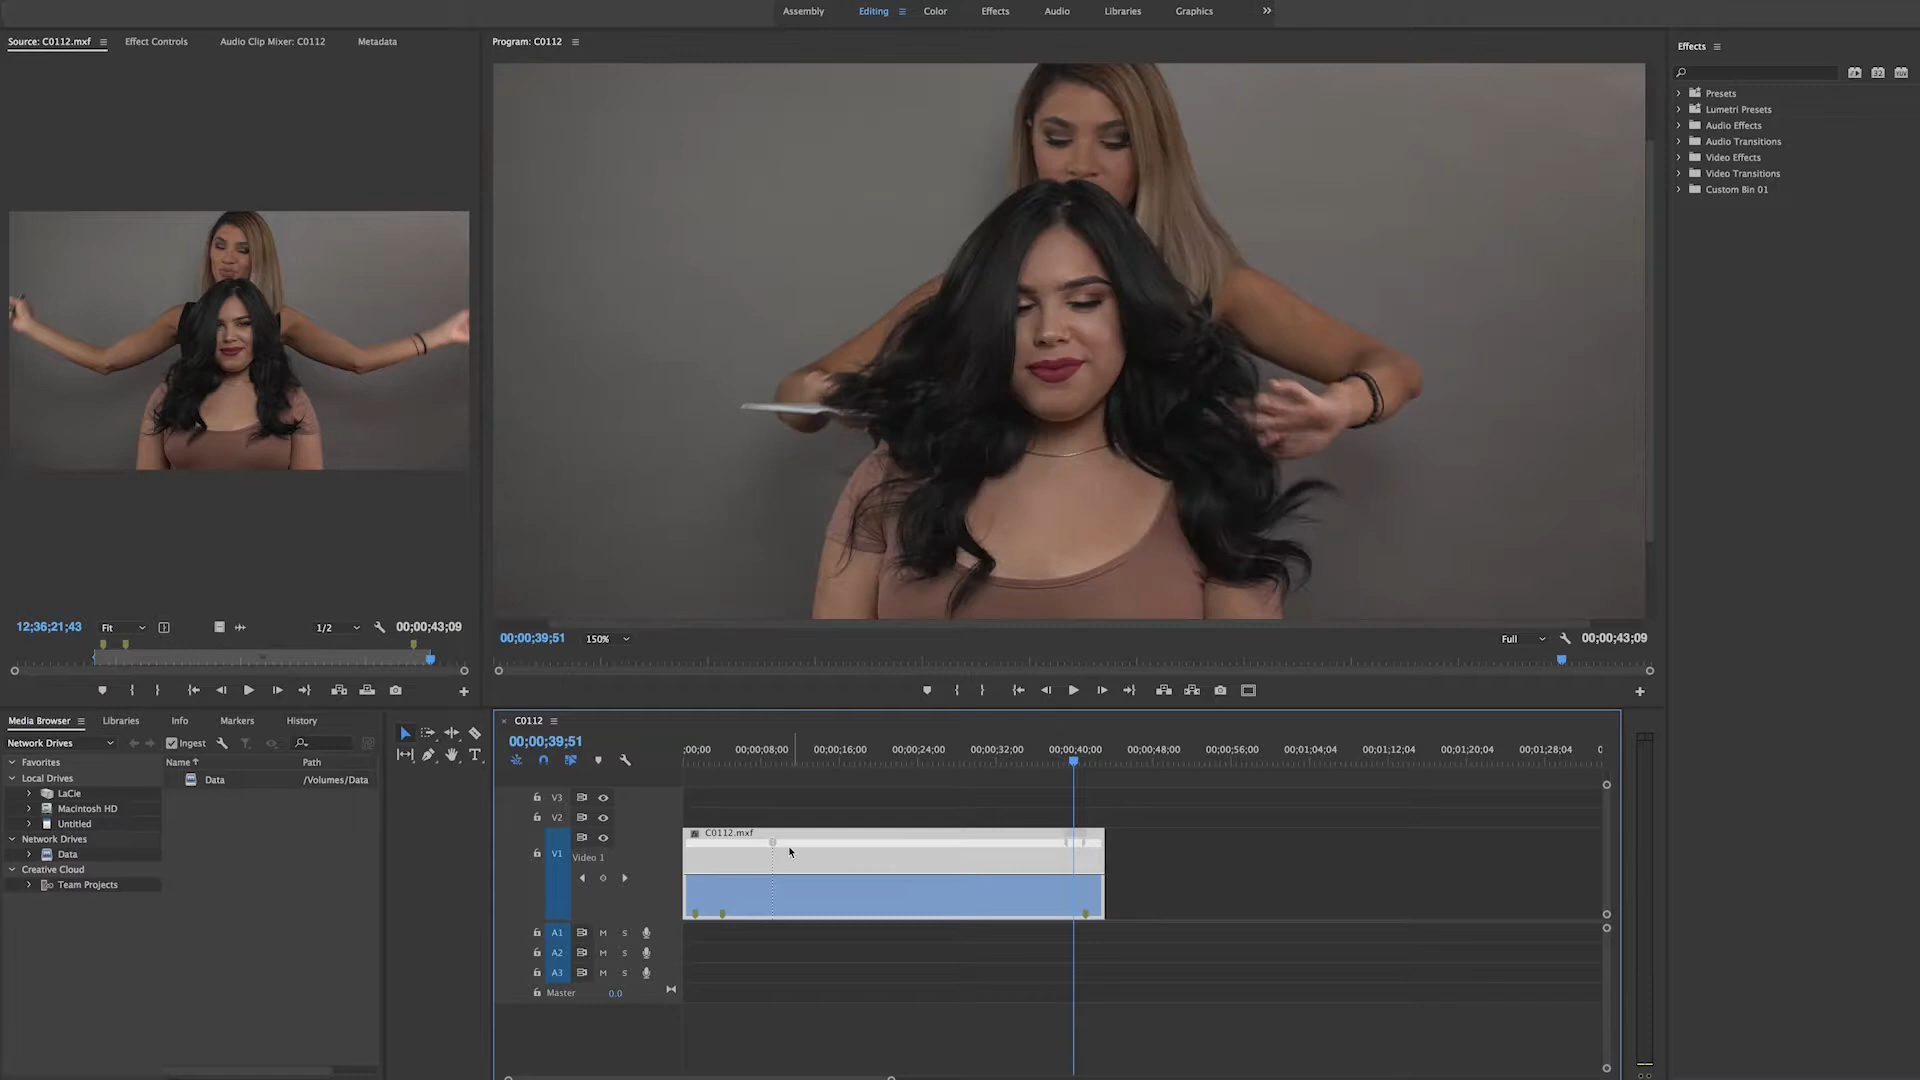 Assembly Editing Color Effects Audio Libraries Graphics
Source: C0112.mxf Effect Controls Audio Clip Mixer: C0112 Metadata
Program: C0112
Effects
32
YUV
Presets
Lumetri Presets
Audio Effects
Audio Transitions
Video Effects
Video Transitions
Custom Bin 01
12;36;21;43 Fit 1/2 00;00;43;09
00;00;39;51 150% Full 00;00;43;09
Media Browser Libraries Info Markers History
Network Drives Ingest
Favorites
Local Drives
LaCie
Macintosh HD
Untitled
Network Drives
Data
Creative Cloud
Team Projects
Name Path
Data /Volumes/Data
C0112
00;00;39;51
;00;00 00;00;08;00 00;00;16;00 00;00;24;00 00;00;32;00 00;00;40;00 00;00;48;00 00;00;56;00 00;01;04;04 00;01;12;04 00;01;20;04 00;01;28;04 0
V3
V2
C0112.mxf
V1 Video 1
A1 M S
A2 M S
A3 M S
Master 0.0